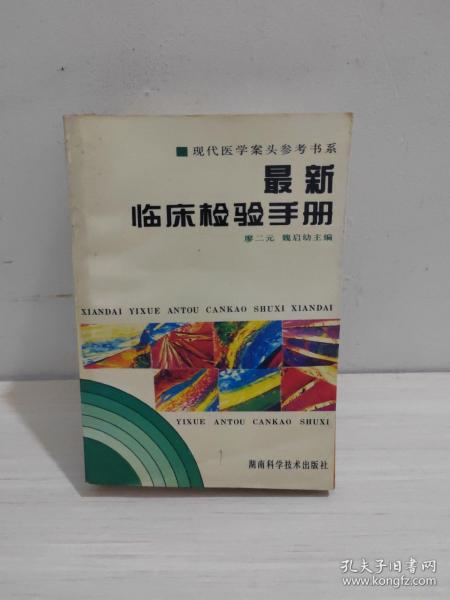 现代医学案头参考书系
最新
临床检验手册
廖二元 魏启幼主编
XIANDAI YIXUE ANTOU CANKAO SHUXI XIANDAI
YIXUE ANTOU CANKAO SHUXI
湖南科学技术出版社
孔夫子旧书网
www.kongfz.com